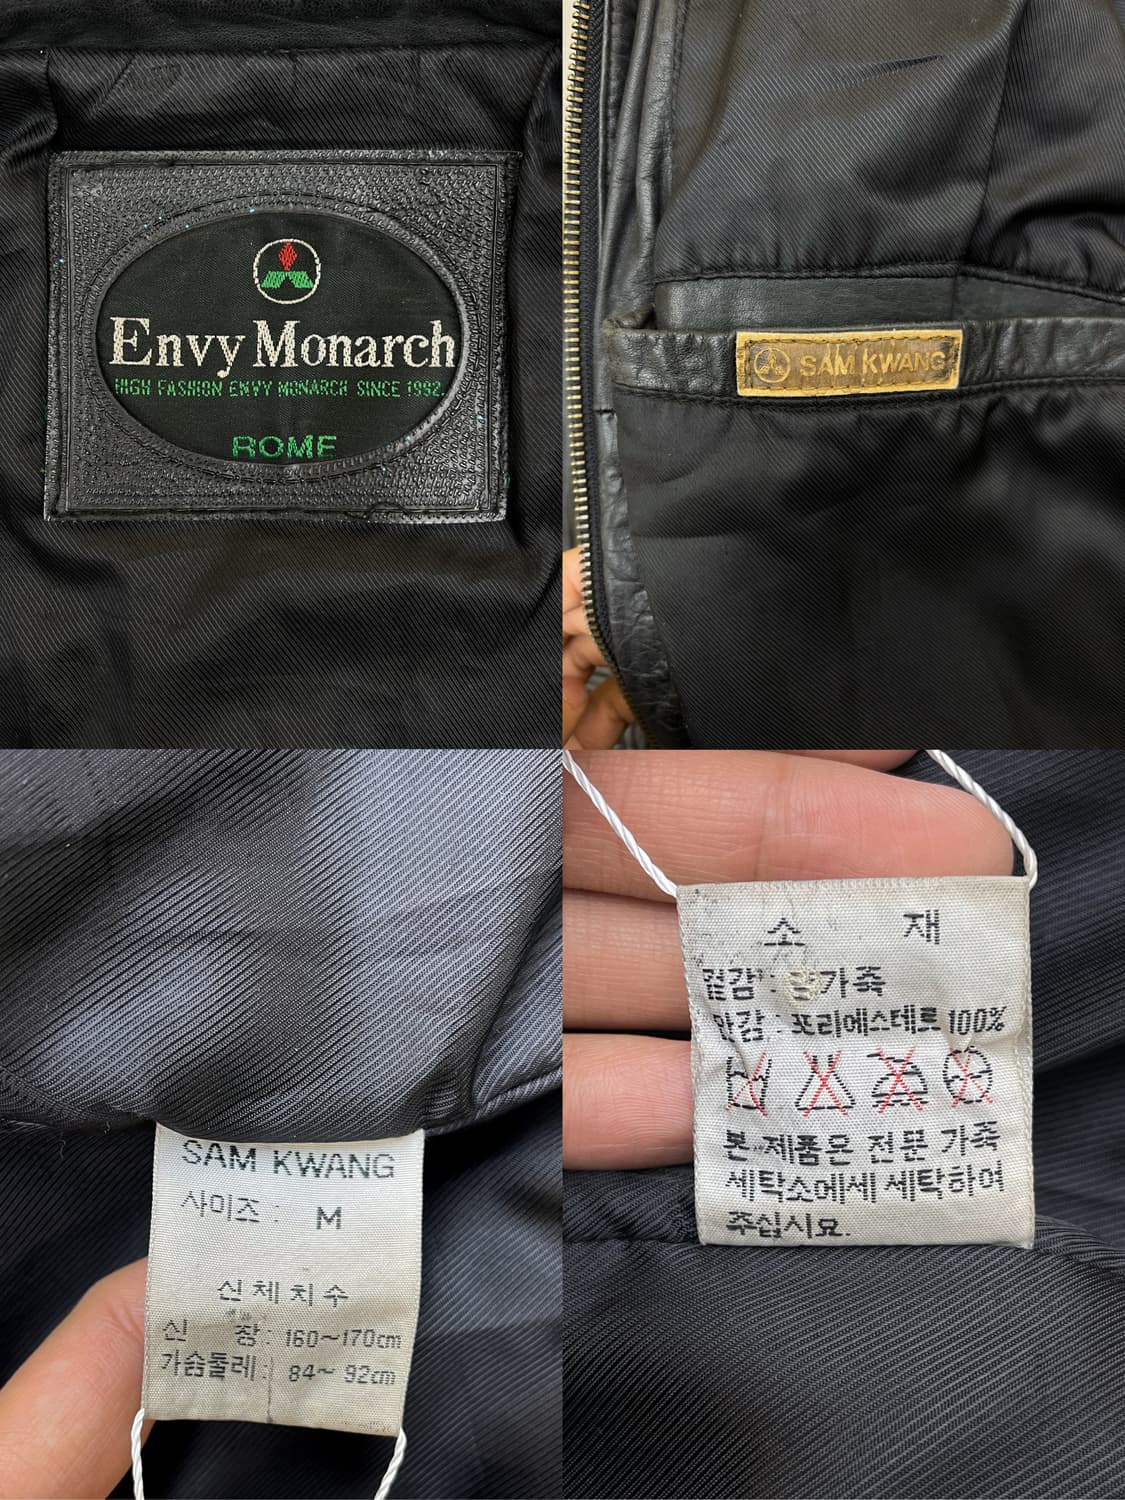 Envy Monarch
HIGH FASHION ENVY MONARCH SINCE 1992.
ROME
SAM KWANG
SAM KWANG
사이즈 : M
신체치수
신 장 : 160~170cm
가슴둘레 : 84~92cm
소 재
겉감 : 가죽
안감 : 포리에스테르 100%
본 제품은 전문 가죽
세탁소에세 세탁하여
주십시요.